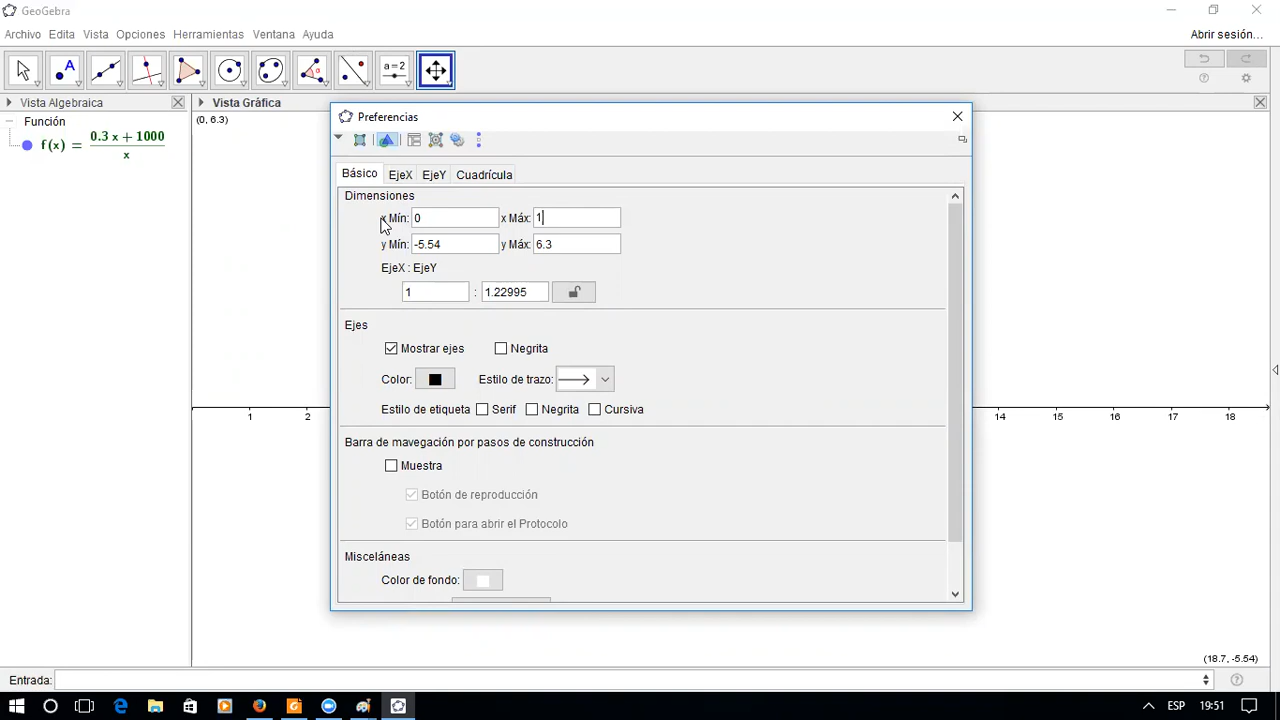 GeoGebra
Archivo Edita Vista Opciones Herramientas Ventana Ayuda Abrir sesión...
A a=2
Vista Algebraica Vista Gráfica
Función
f(x) = 0.3 x + 1000
x
(0, 6.3)
Preferencias
Básico EjeX EjeY Cuadrícula
Dimensiones
x Mín: 0 x Máx: 1
y Mín: -5.54 y Máx: 6.3
EjeX : EjeY
1 : 1.22995
Ejes
Mostrar ejes Negrita
Color: Estilo de trazo:
Estilo de etiqueta Serif Negrita Cursiva
Barra de mavegación por pasos de construcción
Muestra
Botón de reproducción
Botón para abrir el Protocolo
Misceláneas
Color de fondo:
1 2 14 15 16 17 18
(18.7, -5.54)
Entrada:
ESP 19:51